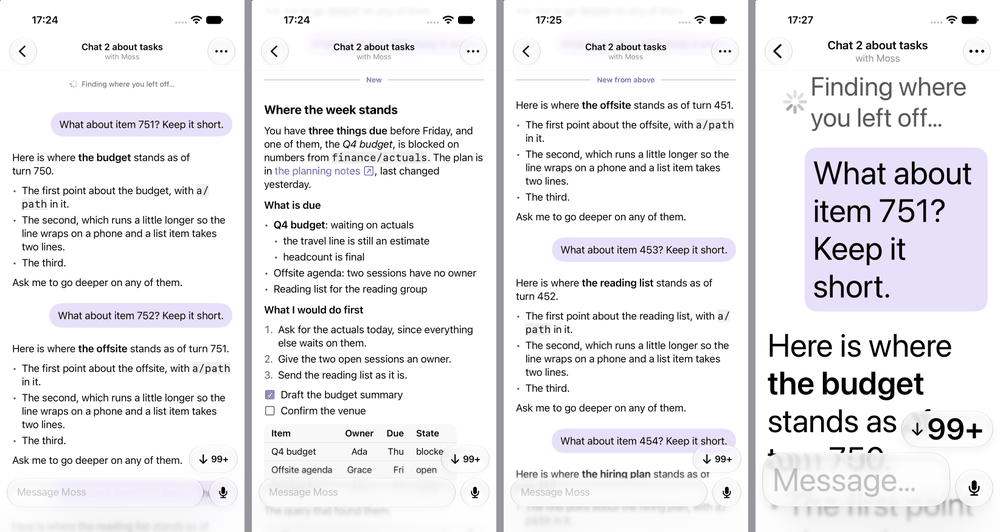 17:24
Chat 2 about tasks
with Moss
Finding where you left off...
What about item 751? Keep it short.
Here is where the budget stands as of
turn 750.
• The first point about the budget, with a/
path in it.
• The second, which runs a little longer so the
line wraps on a phone and a list item takes
two lines.
• The third.
Ask me to go deeper on any of them.
What about item 752? Keep it short.
Here is where the offsite stands as of turn 751.
• The first point about the offsite, with a/path
in it.
• The second, which runs a little longer so the
line wraps on a phone and a list item takes
two lines.
• The third.
Ask me to go deeper on any of them.
↓ 99+
Message Moss
17:24
Chat 2 about tasks
with Moss
New
Where the week stands
You have three things due before Friday, and
one of them, the Q4 budget, is blocked on
numbers from finance/actuals. The plan is
in the planning notes, last changed
yesterday.
What is due
• Q4 budget: waiting on actuals
• the travel line is still an estimate
• headcount is final
• Offsite agenda: two sessions have no owner
• Reading list for the reading group
What I would do first
1. Ask for the actuals today, since everything
else waits on them.
2. Give the two open sessions an owner.
3. Send the reading list as it is.
Draft the budget summary
Confirm the venue
Item Owner Due State
Q4 budget Ada Thu blocke
Offsite agenda Grace Fri open
↓ 99+
The query that found them:
Message Moss
17:25
Chat 2 about tasks
with Moss
New from above
Here is where the offsite stands as of turn 451.
• The first point about the offsite, with a/path
in it.
• The second, which runs a little longer so the
line wraps on a phone and a list item takes
two lines.
• The third.
Ask me to go deeper on any of them.
What about item 453? Keep it short.
Here is where the reading list stands as of
turn 452.
• The first point about the reading list, with a/
path in it.
• The second, which runs a little longer so the
line wraps on a phone and a list item takes
two lines.
• The third.
Ask me to go deeper on any of them.
What about item 454? Keep it short.
↓ 99+
Here is where the hiring plan stands as of
Message Moss
17:27
Chat 2 about tasks
with Moss
Finding where
you left off...
What about
item 751?
Keep it
short.
Here is where
the budget
stands as of
↓ 99+
turn 750.
Message...
• The first point